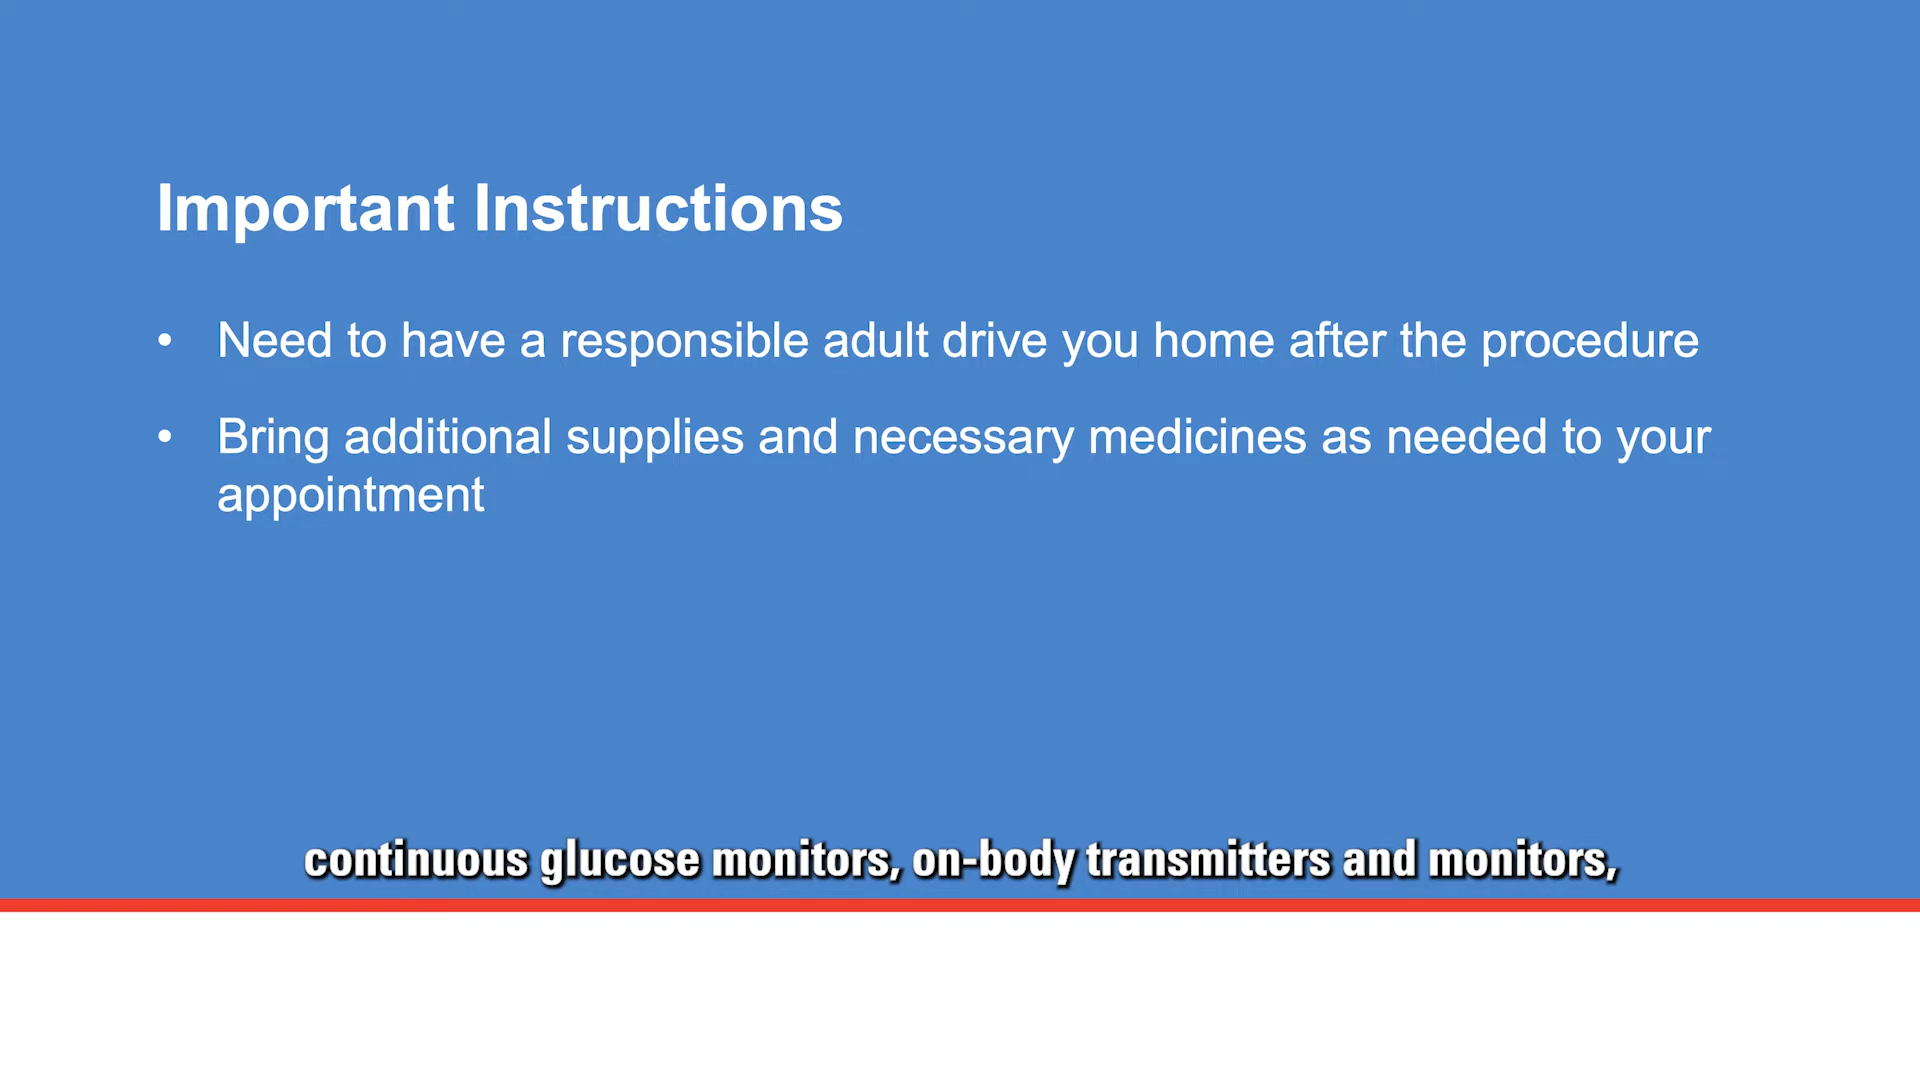 Important Instructions
• Need to have a responsible adult drive you home after the procedure
• Bring additional supplies and necessary medicines as needed to your
appointment
continuous glucose monitors, on-body transmitters and monitors,